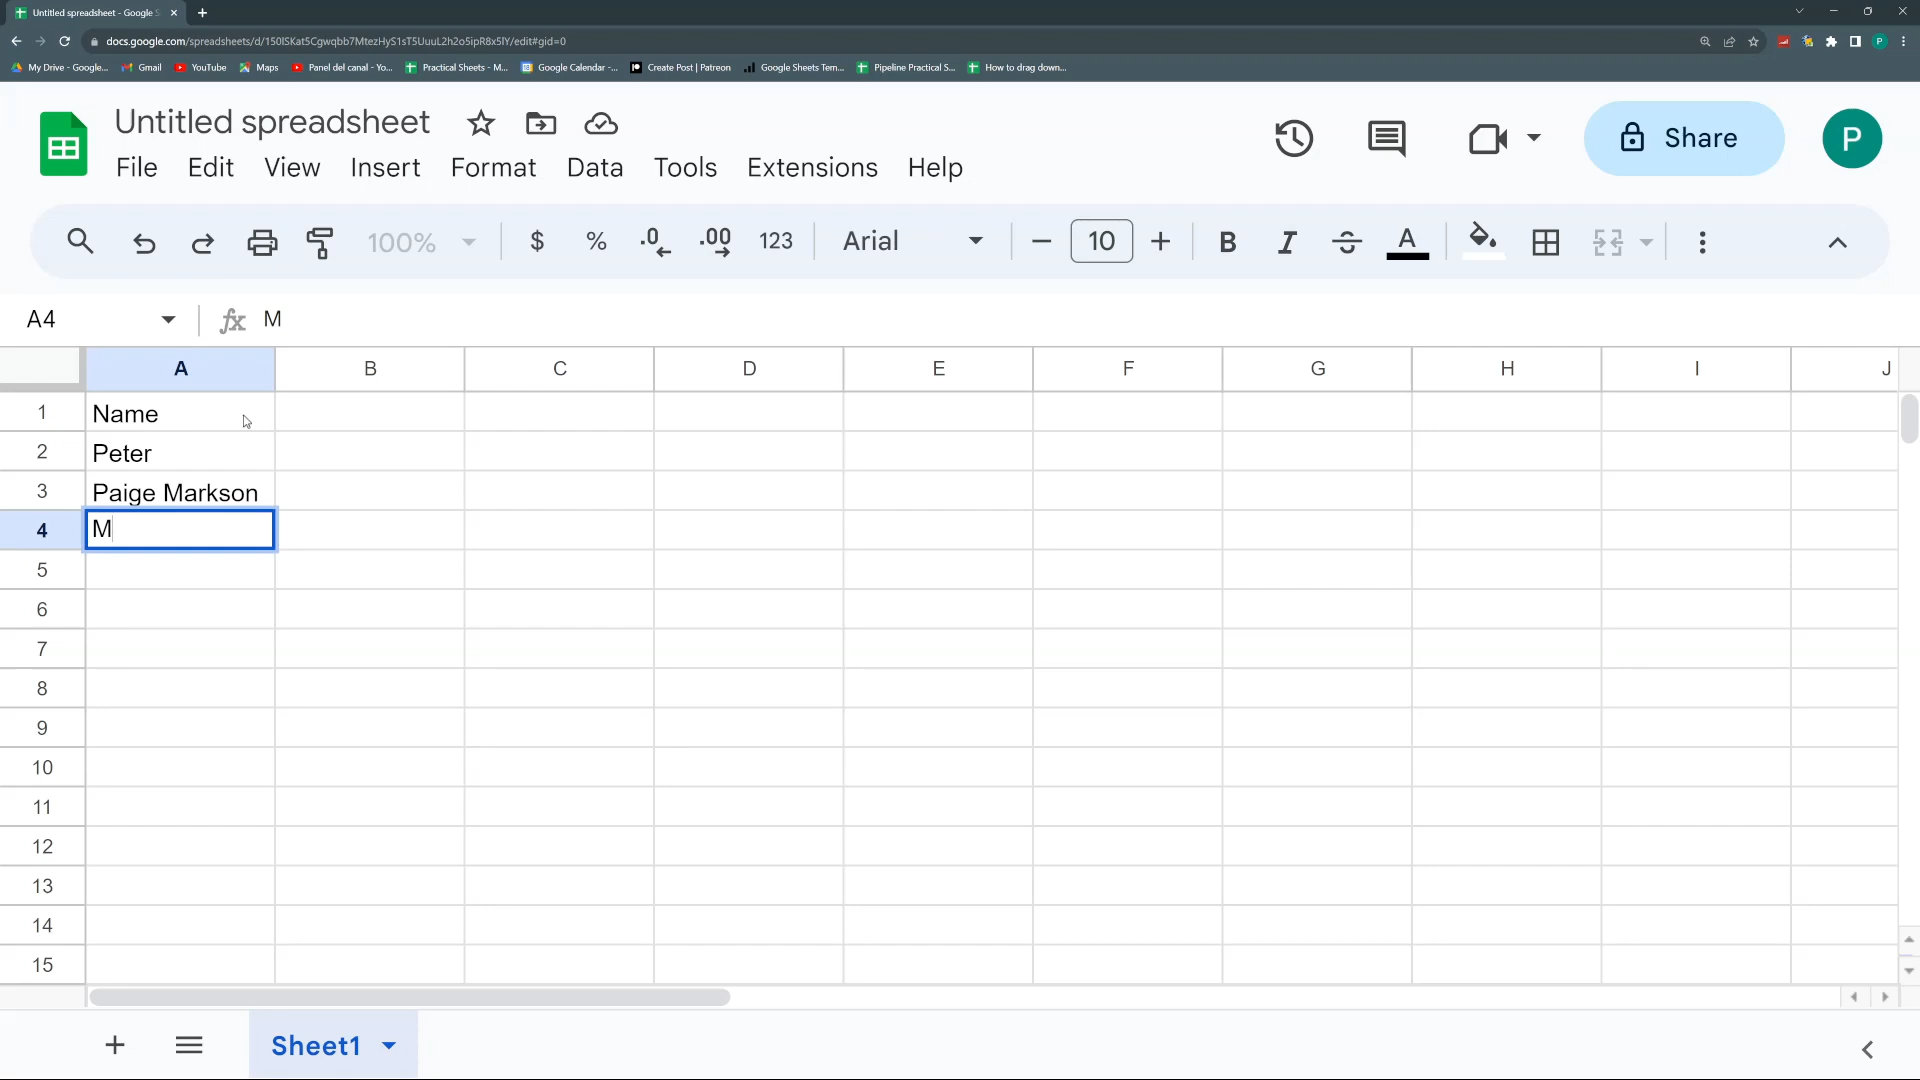 Untitled spreadsheet - Google S
docs.google.com/spreadsheets/d/150ISKat5Cgwqbb7MtezHyS1sT5UuuL2h2o5ipR8x5IY/edit#gid=0
P
My Drive - Google... Gmail YouTube Maps Panel del canal - Yo... Practical Sheets - M... Google Calendar -... Create Post | Patreon Google Sheets Tem... Pipeline Practical S... How to drag down...
Untitled spreadsheet
File Edit View Insert Format Data Tools Extensions Help
Share P
100% $ % .0 .00 123 Arial 10 B I S A
A4 fx M
A B C D E F G H I J
1 Name
2 Peter
3 Paige Markson
4 M
5
6
7
8
9
10
11
12
13
14
15
Sheet1